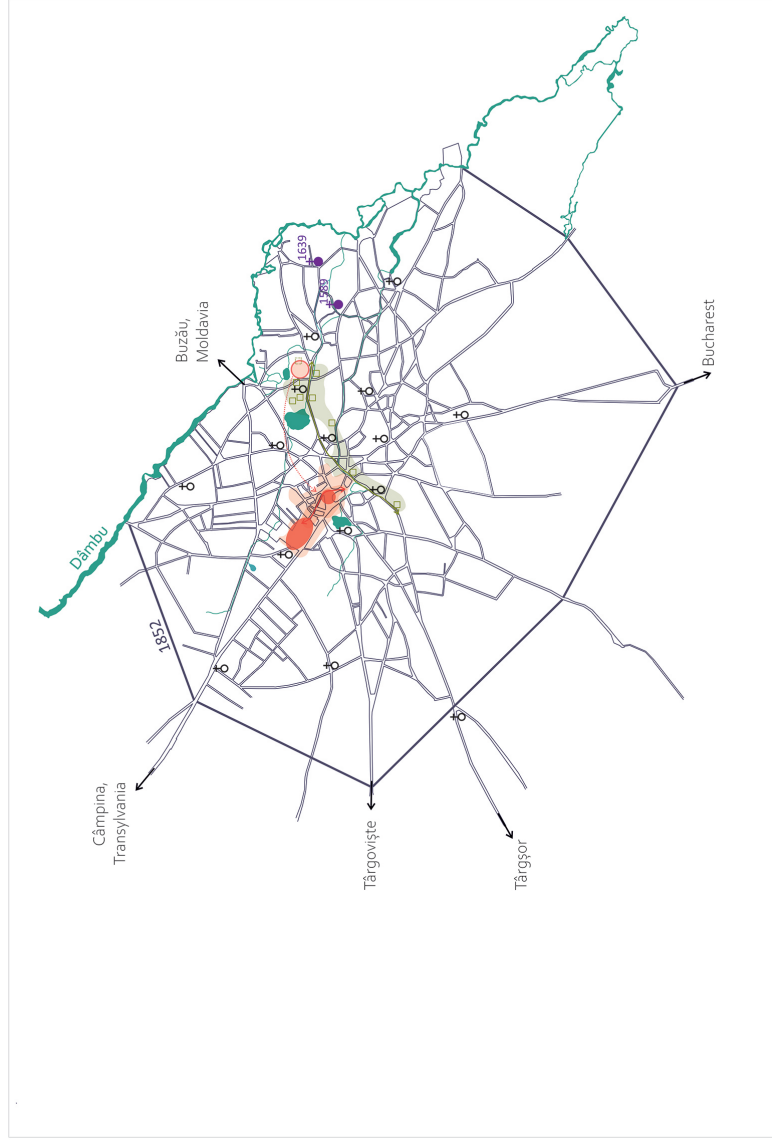 Dâmbu
1852
Buzău,
Moldavia
1639
1589
Câmpina,
Transylvania
Târgoviște
Târgșor
Bucharest